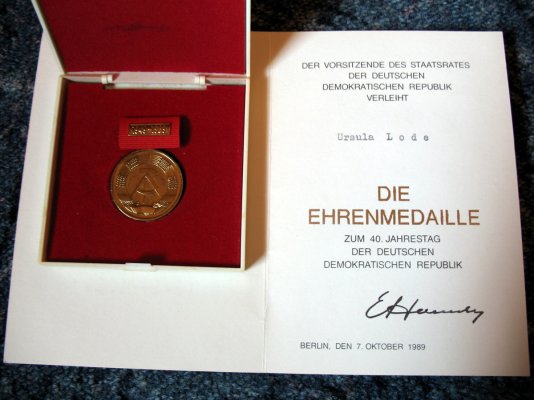 DER VORSITZENDE DES STAATSRATES
DER DEUTSCHEN
DEMOKRATISCHEN REPUBLIK
VERLEIHT
Ursula Lode
DIE
EHRENMEDAILLE
ZUM 40. JAHRESTAG
DER DEUTSCHEN
DEMOKRATISCHEN REPUBLIK
BERLIN, DEN 7. OKTOBER 1989